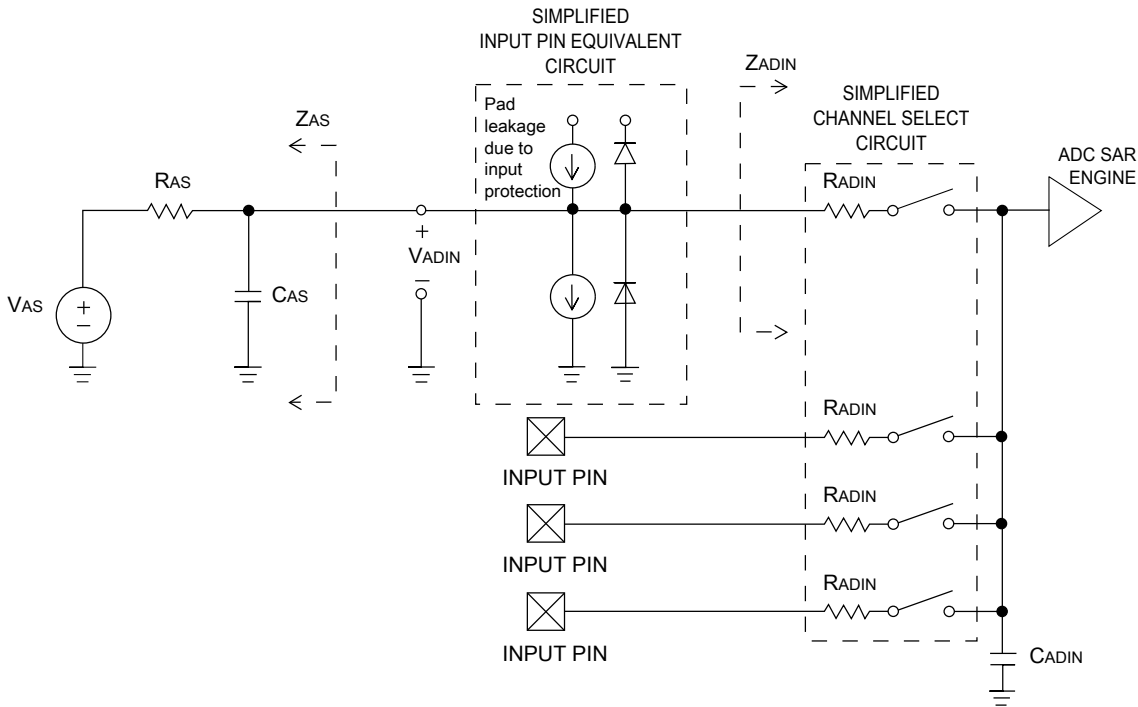 SIMPLIFIED
INPUT PIN EQUIVALENT
CIRCUIT
Pad
leakage
due to
input
protection
ZADIN
SIMPLIFIED
CHANNEL SELECT
CIRCUIT
ADC SAR
ENGINE
ZAS
RAS
RADIN
+
VADIN
–
CAS
VAS
+
–
RADIN
INPUT PIN
RADIN
INPUT PIN
RADIN
INPUT PIN
CADIN